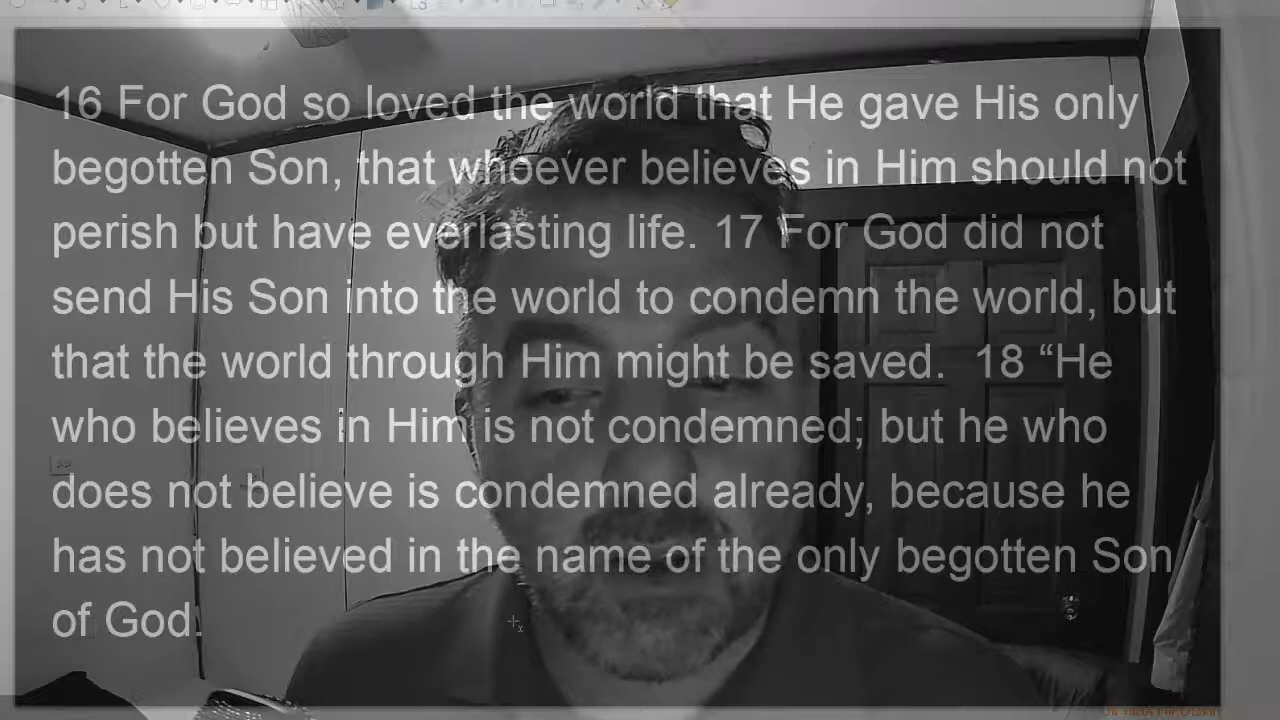 16 For God so loved the world that He gave His only
begotten Son, that whoever believes in Him should not
perish but have everlasting life. 17 For God did not
send His Son into the world to condemn the world, but
that the world through Him might be saved. 18 “He
who believes in Him is not condemned; but he who
does not believe is condemned already, because he
has not believed in the name of the only begotten Son
of God.